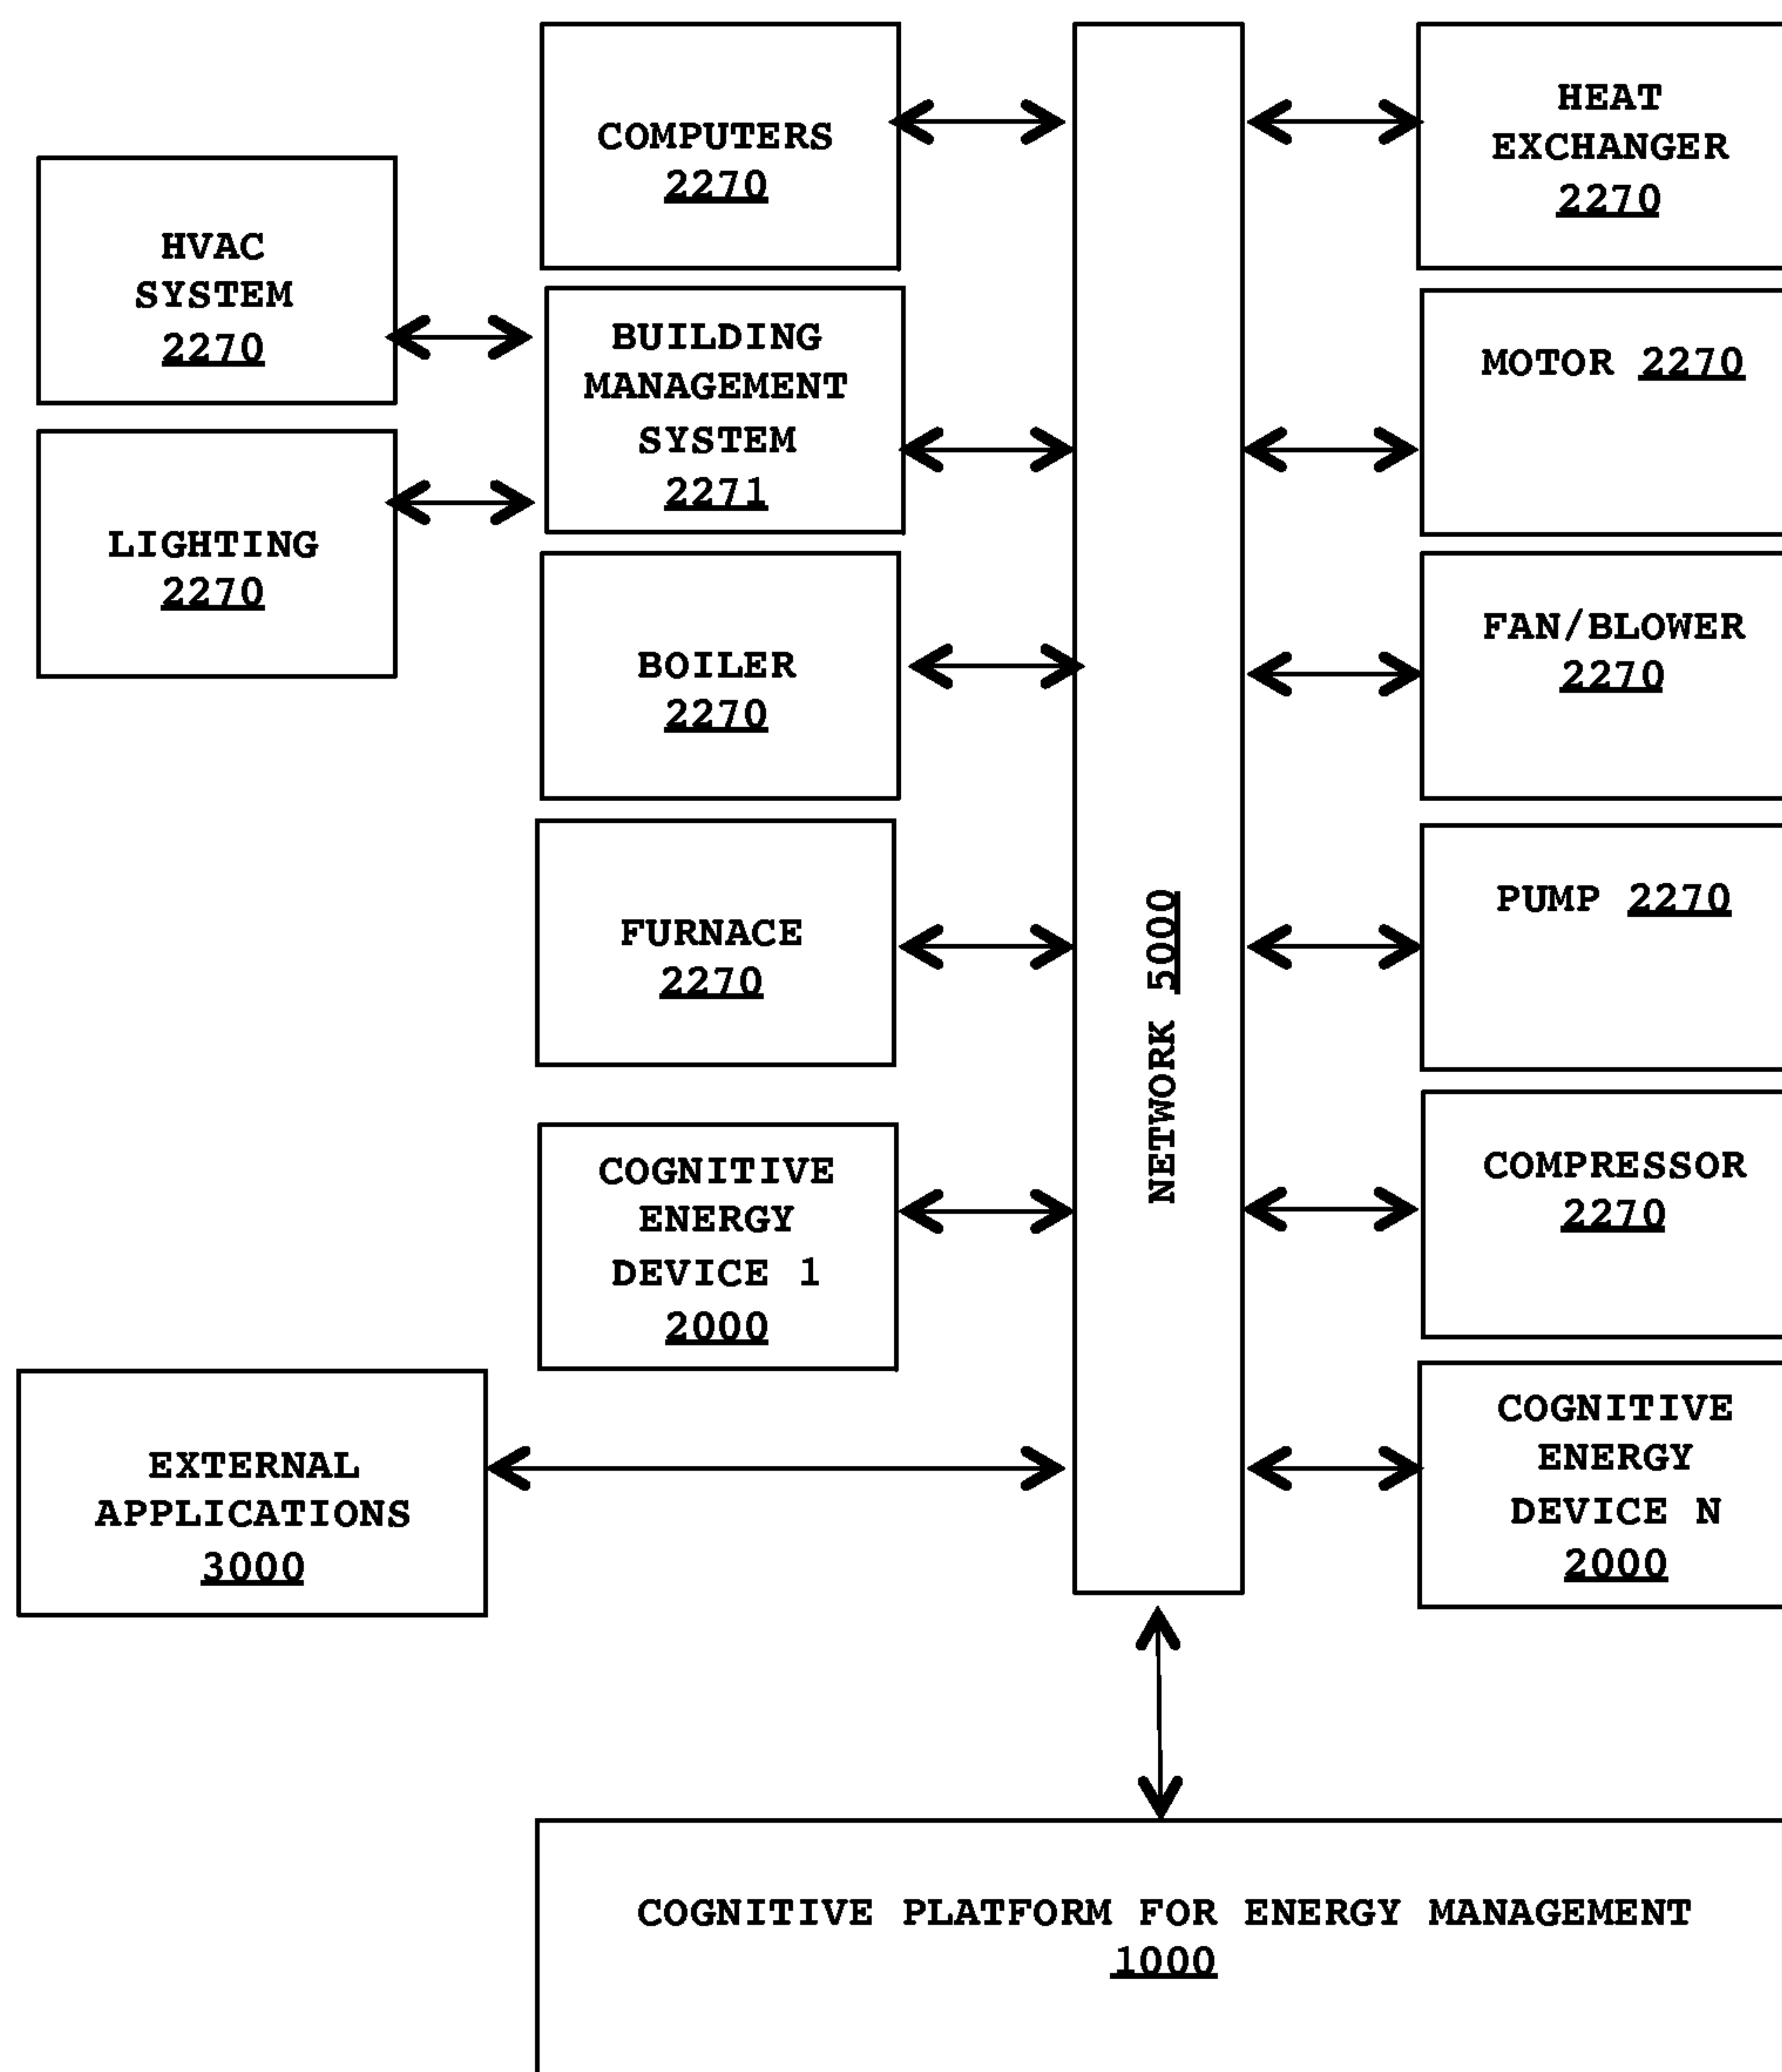 COMPUTERS
2270
HEAT
EXCHANGER
2270
HVAC
SYSTEM
2270
BUILDING
MANAGEMENT
SYSTEM
2271
MOTOR 2270
LIGHTING
2270
BOILER
2270
FAN/BLOWER
2270
FURNACE
2270
NETWORK 5000
PUMP 2270
COGNITIVE
ENERGY
DEVICE 1
2000
COMPRESSOR
2270
EXTERNAL
APPLICATIONS
3000
COGNITIVE
ENERGY
DEVICE N
2000
COGNITIVE PLATFORM FOR ENERGY MANAGEMENT
1000